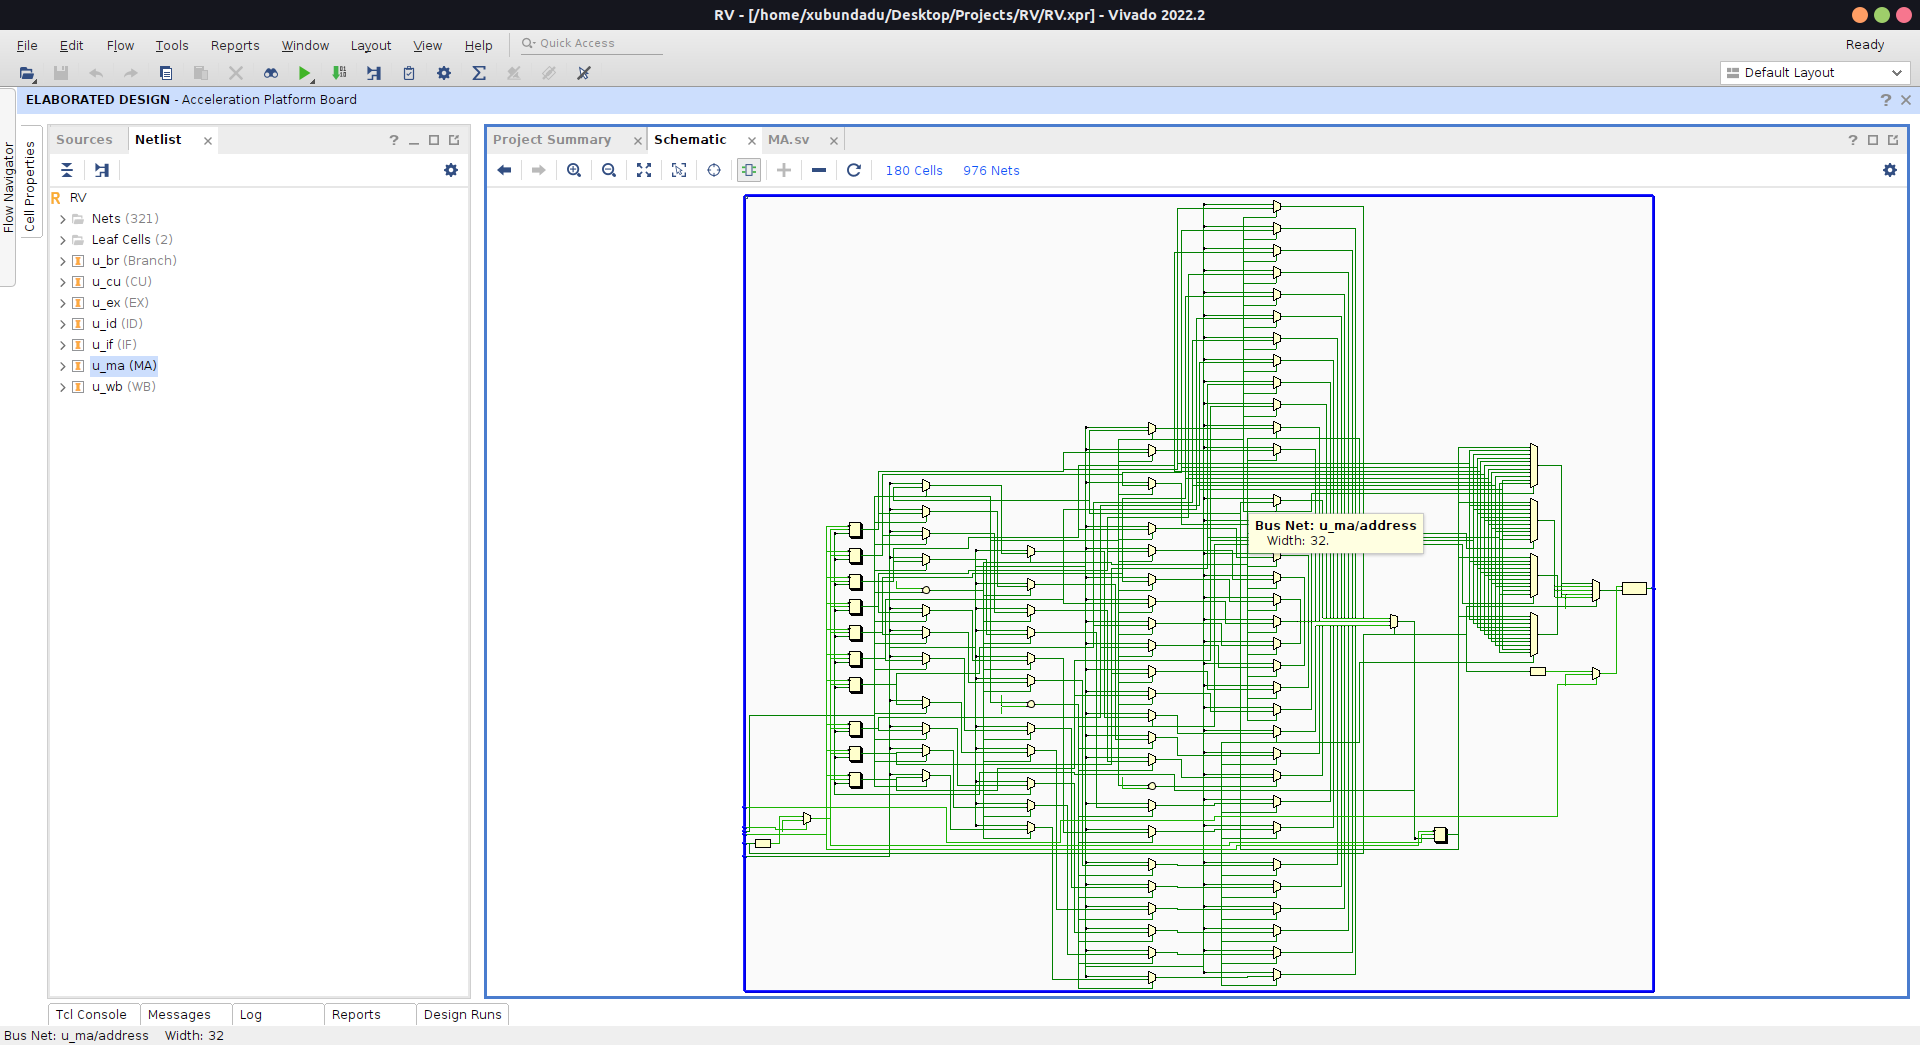 RV - [/home/xubundadu/Desktop/Projects/RV/RV.xpr] - Vivado 2022.2
File Edit Flow Tools Reports Window Layout View Help Quick Access Ready
Default Layout
ELABORATED DESIGN - Acceleration Platform Board
Flow Navigator
Cell Properties
Sources Netlist
Project Summary Schematic MA.sv
180 Cells 976 Nets
RV
Nets (321)
Leaf Cells (2)
u_br (Branch)
u_cu (CU)
u_ex (EX)
u_id (ID)
u_if (IF)
u_ma (MA)
u_wb (WB)
Bus Net: u_ma/address
Width: 32.
Tcl Console Messages Log Reports Design Runs
Bus Net: u_ma/address Width: 32